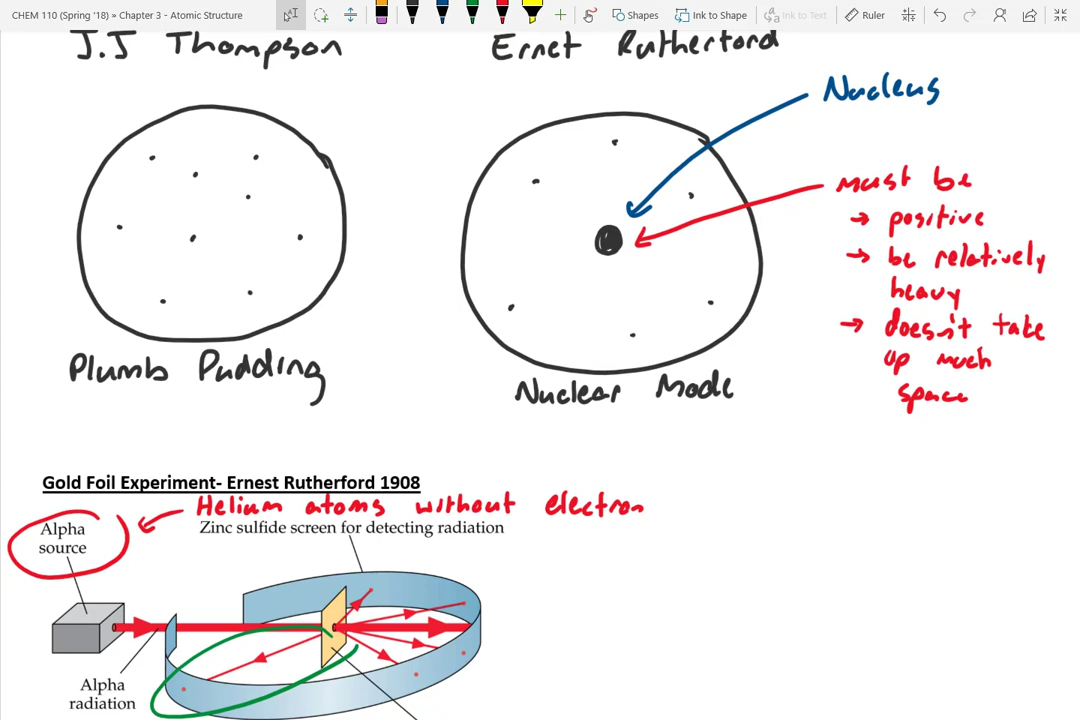 CHEM 110 (Spring '18) » Chapter 3 - Atomic Structure
Shapes
Ink to Shape
Ink to Text
Ruler
J.J Thompson
Ernet Rutherford
Nucleus
must be
→ positive
→ be relatively
heavy
→ doesn't take
up much
space
Plumb Pudding
Nuclear Mode
Gold Foil Experiment- Ernest Rutherford 1908
Helium atoms without electron
Alpha
source
Zinc sulfide screen for detecting radiation
Alpha
radiation